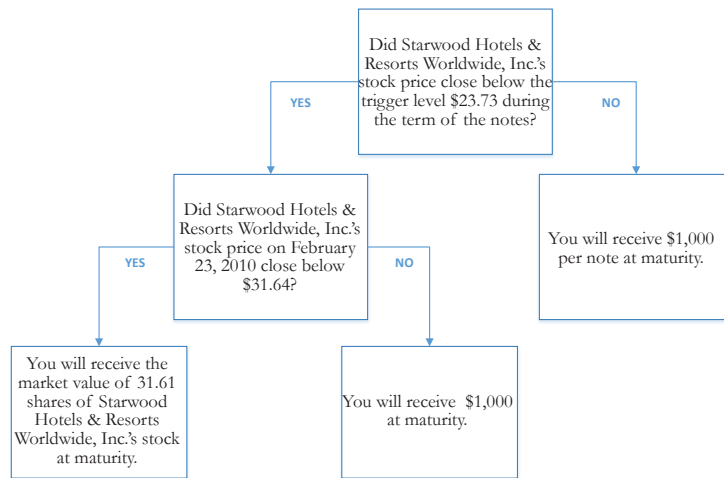 Did Starwood Hotels &
Resorts Worldwide, Inc.'s
stock price close below the
trigger level $23.73 during
the term of the notes?
YES
NO
Did Starwood Hotels &
Resorts Worldwide, Inc.'s
stock price on February
23, 2010 close below
$31.64?
You will receive $1,000
per note at maturity.
YES
NO
You will receive the
market value of 31.61
shares of Starwood
Hotels & Resorts
Worldwide, Inc.'s stock
at maturity.
You will receive $1,000
at maturity.